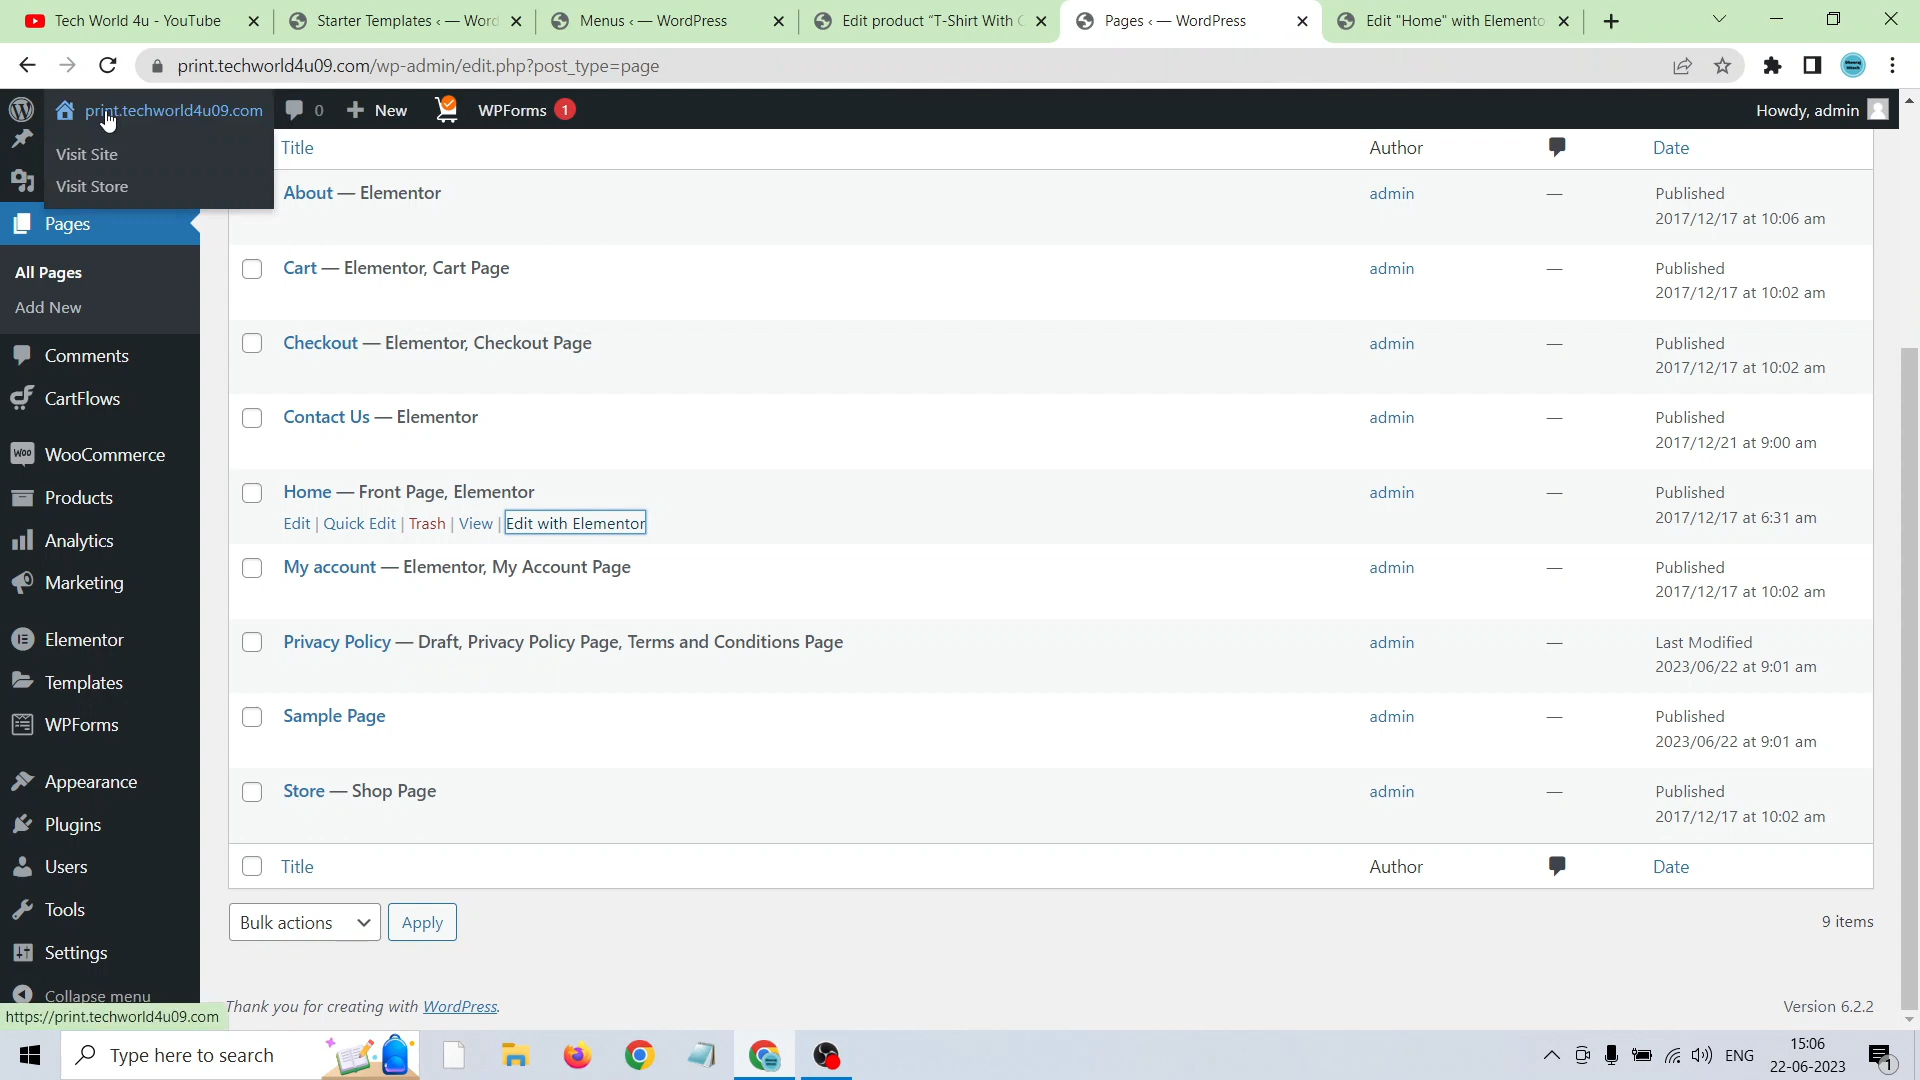 Tech World 4u - YouTube
Starter Templates ‹ — Word
Menus ‹ — WordPress
Edit product “T-Shirt With C
Pages ‹ — WordPress
Edit "Home" with Elemento
print.techworld4u09.com/wp-admin/edit.php?post_type=page
print.techworld4u09.com
0
New
WPForms 1
Howdy, admin
Visit Site
Visit Store
Pages
All Pages
Add New
Comments
CartFlows
WooCommerce
Products
Analytics
Marketing
Elementor
Templates
WPForms
Appearance
Plugins
Users
Tools
Settings
Collapse menu
Title Author Date
About — Elementor admin — Published
2017/12/17 at 10:06 am
Cart — Elementor, Cart Page admin — Published
2017/12/17 at 10:02 am
Checkout — Elementor, Checkout Page admin — Published
2017/12/17 at 10:02 am
Contact Us — Elementor admin — Published
2017/12/21 at 9:00 am
Home — Front Page, Elementor admin — Published
Edit | Quick Edit | Trash | View | Edit with Elementor 2017/12/17 at 6:31 am
My account — Elementor, My Account Page admin — Published
2017/12/17 at 10:02 am
Privacy Policy — Draft, Privacy Policy Page, Terms and Conditions Page admin — Last Modified
2023/06/22 at 9:01 am
Sample Page admin — Published
2023/06/22 at 9:01 am
Store — Shop Page admin — Published
2017/12/17 at 10:02 am
Title Author Date
Bulk actions Apply 9 items
Thank you for creating with WordPress. Version 6.2.2
https://print.techworld4u09.com
Type here to search
ENG
15:06
22-06-2023
1